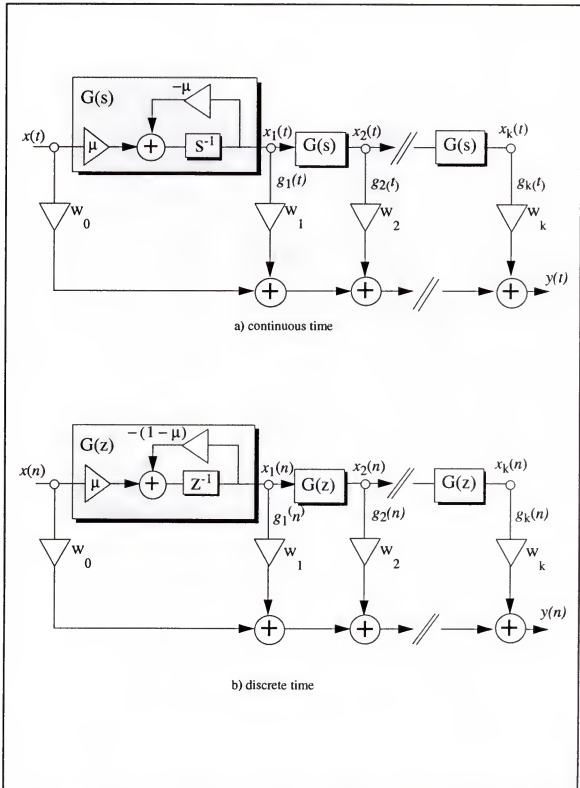 G(s)
−μ
x(t)
μ
+
S⁻¹
x₁(t)
G(s)
x₂(t)
G(s)
xₖ(t)
g₁(t)
g₂(t)
gₖ(t)
W₀
W₁
W₂
Wₖ
+
+
+
y(t)
a) continuous time
G(z)
−(1−μ)
x(n)
μ
+
Z⁻¹
x₁(n)
G(z)
x₂(n)
G(z)
xₖ(n)
g₁(n)
g₂(n)
gₖ(n)
W₀
W₁
W₂
Wₖ
+
+
+
y(n)
b) discrete time